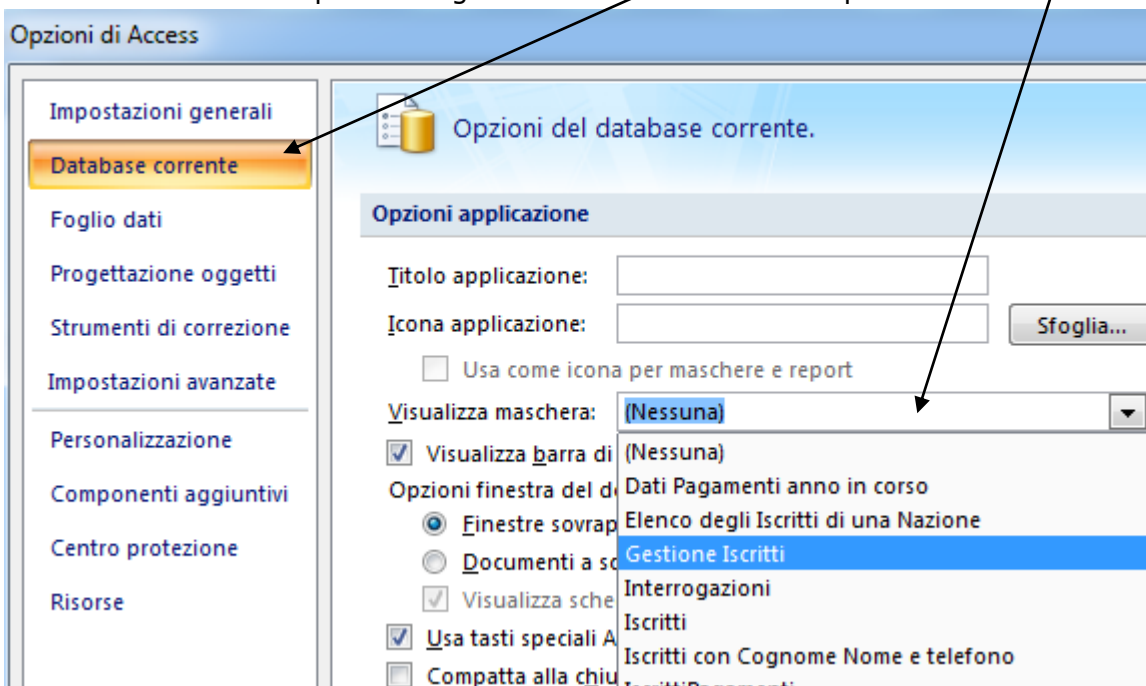 Opzioni di Access
Impostazioni generali
Database corrente
Foglio dati
Progettazione oggetti
Strumenti di correzione
Impostazioni avanzate
Personalizzazione
Componenti aggiuntivi
Centro protezione
Risorse
Opzioni del database corrente.
Opzioni applicazione
Titolo applicazione:
Icona applicazione:
Sfoglia...
Usa come icona per maschere e report
Visualizza maschera: (Nessuna)
Visualizza barra di
(Nessuna)
Opzioni finestra del
Dati Pagamenti anno in corso
Elenco degli Iscritti di una Nazione
Gestione Iscritti
Interrogazioni
Iscritti
Iscritti con Cognome Nome e telefono
Finestre sovrap
Documenti a
Visualizza sche
Usa tasti speciali A
Compatta alla chiu